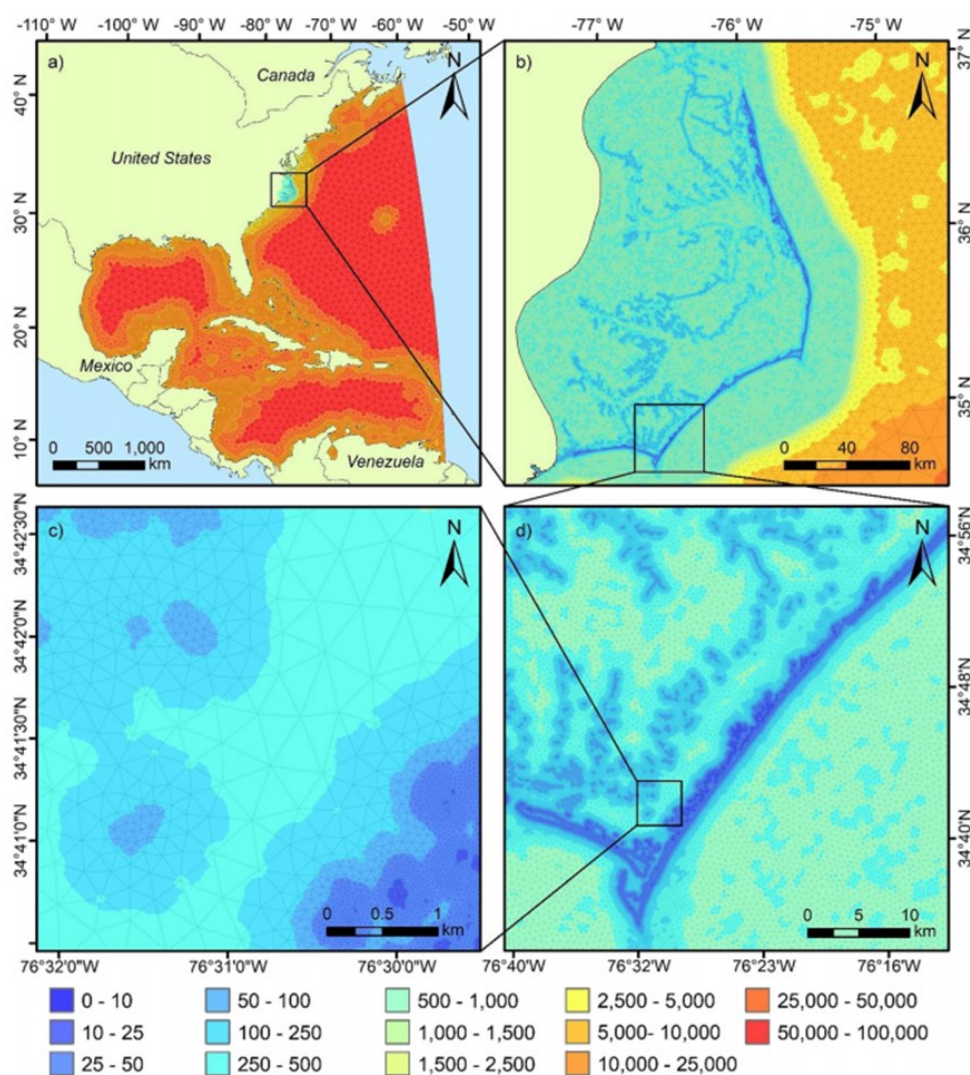 -110° W -100° W -90° W -80° W -70° W -60° W -50° W
a)
N
Canada
United States
Mexico
Venezuela
40° N
30° N
20° N
10° N
0 500 1,000
km
-77° W -76° W -75° W
b)
N
37° N
36° N
35° N
0 40 80
km
c)
N
34°42'30"N
34°42'0"N
34°41'30"N
34°41'0"N
0 0.5 1
km
76°32'0"W 76°31'0"W 76°30'0"W
d)
N
34°56'N
34°48'N
34°40'N
0 5 10
km
76°40'W 76°32'W 76°23'W 76°16'W
0 - 10
10 - 25
25 - 50
50 - 100
100 - 250
250 - 500
500 - 1,000
1,000 - 1,500
1,500 - 2,500
2,500 - 5,000
5,000- 10,000
10,000 - 25,000
25,000 - 50,000
50,000 - 100,000